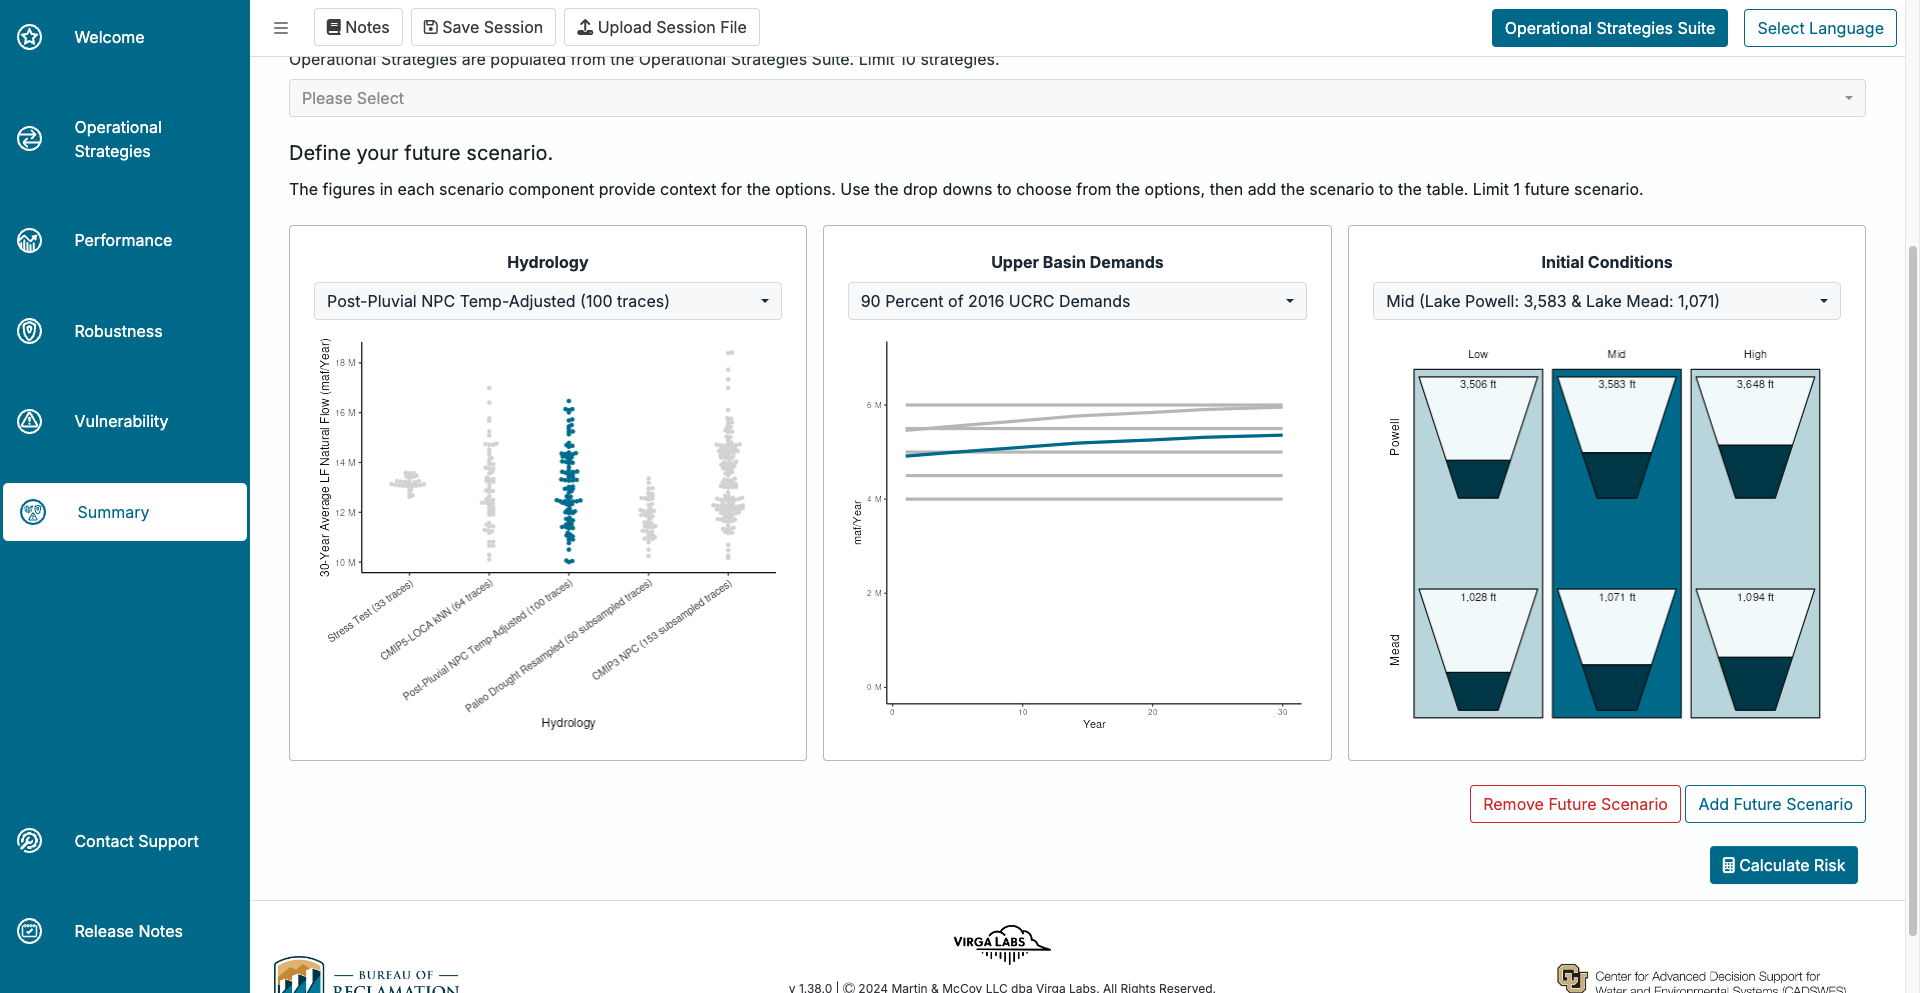 Welcome
Operational
Strategies
Performance
Robustness
Vulnerability
Summary
Contact Support
Release Notes
Notes
Save Session
Upload Session File
Operational Strategies Suite
Select Language
Operational Strategies are populated from the Operational Strategies Suite. Limit 10 strategies.
Please Select
Define your future scenario.
The figures in each scenario component provide context for the options. Use the drop downs to choose from the options, then add the scenario to the table. Limit 1 future scenario.
Hydrology
Post-Pluvial NPC Temp-Adjusted (100 traces)
30-Year Average LF Natural Flow (maf/Year)
18 M
16 M
14 M
12 M
10 M
Stress Test (33 traces)
CMIP5-LOCA kNN (64 traces)
Post-Pluvial NPC Temp-Adjusted (100 traces)
Paleo Drought Resampled (50 subsampled traces)
CMIP3 NPC (153 subsampled traces)
Hydrology
Upper Basin Demands
90 Percent of 2016 UCRC Demands
maf/Year
6 M
4 M
2 M
0 M
0
10
20
30
Year
Initial Conditions
Mid (Lake Powell: 3,583 & Lake Mead: 1,071)
Low
Mid
High
Powell
3,506 ft
3,583 ft
3,648 ft
Mead
1,028 ft
1,071 ft
1,094 ft
Remove Future Scenario
Add Future Scenario
Calculate Risk
BUREAU OF
RECLAMATION
VIRGA LABS
v 1.38.0 | © 2024 Martin & McCoy LLC dba Virga Labs. All Rights Reserved.
CU
Center for Advanced Decision Support for
Water and Environmental Systems (CADSWES)